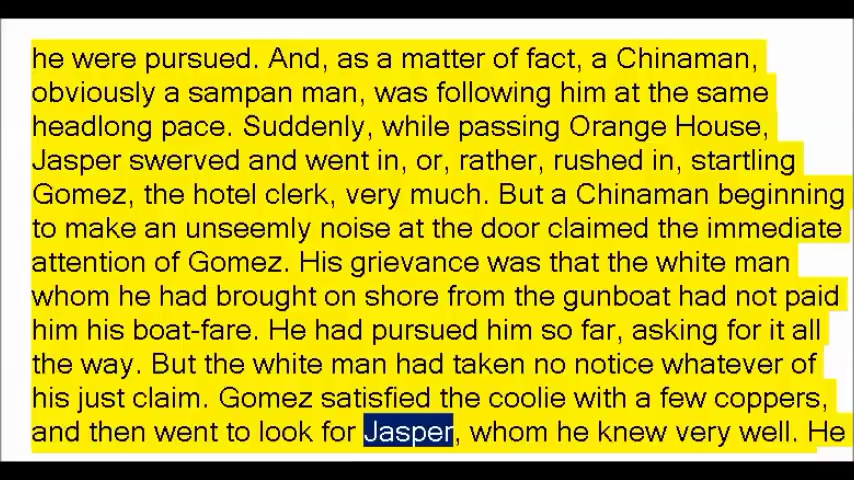 he were pursued. And, as a matter of fact, a Chinaman,
obviously a sampan man, was following him at the same
headlong pace. Suddenly, while passing Orange House,
Jasper swerved and went in, or, rather, rushed in, startling
Gomez, the hotel clerk, very much. But a Chinaman beginning
to make an unseemly noise at the door claimed the immediate
attention of Gomez. His grievance was that the white man
whom he had brought on shore from the gunboat had not paid
him his boat-fare. He had pursued him so far, asking for it all
the way. But the white man had taken no notice whatever of
his just claim. Gomez satisfied the coolie with a few coppers,
and then went to look for Jasper, whom he knew very well. He